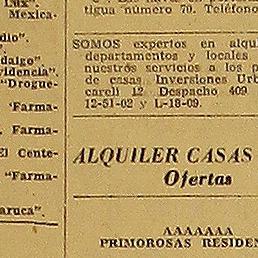 Lux".
Mexica-
dio".
dalgo".
videncia".
"Drogue-
'Farma-
Farma-
El Cente-
"Farma-
aruca".
tigua número 70. Teléfono
SOMOS expertos en alqui
departamentos y locales
nuestros servicios a los p
de casas. Inversiones Urb
carelí 12 Despacho 409
12-51-02 y L-18-09.
ALQUILER CASAS
Ofertas
AAAAAAA
PRIMOROSAS RESIDEN